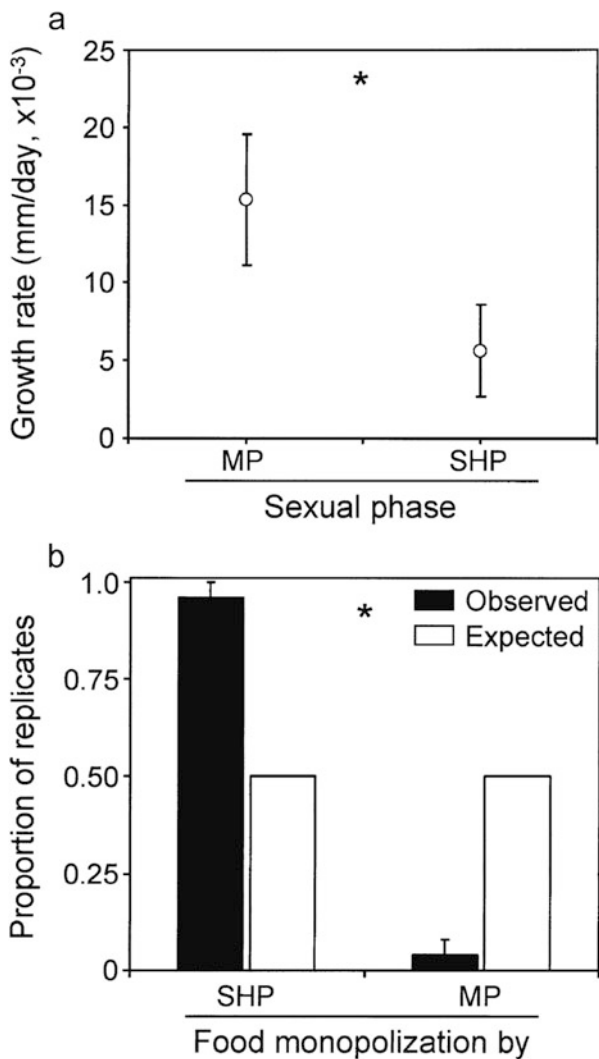 a
Growth rate (mm/day, x10⁻³)
25
20
15
10
5
0
*
MP SHP
Sexual phase
b
Proportion of replicates
1.0
0.75
0.50
0.25
0
*
Observed
Expected
SHP MP
Food monopolization by